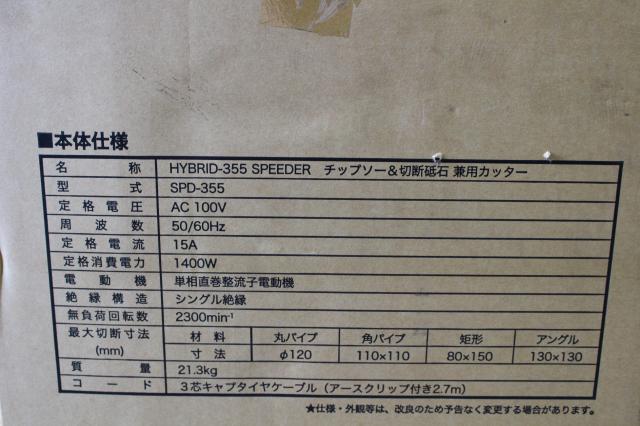 ■本体仕様
名称 HYBRID-355 SPEEDER チップソー&切断砥石 兼用カッター
型式 SPD-355
定格電圧 AC 100V
周波数 50/60Hz
定格電流 15A
定格消費電力 1400W
電動機 単相直巻整流子電動機
絶縁構造 シングル絶縁
無負荷回転数 2300min⁻¹
最大切断寸法 材料 丸パイプ 角パイプ 矩形 アングル
(mm) 寸法 φ120 110×110 80×150 130×130
質量 21.3kg
コード 3芯キャプタイヤケーブル(アースクリップ付き2.7m)
★仕様・外観等は、改良のため予告なく変更する場合があります。